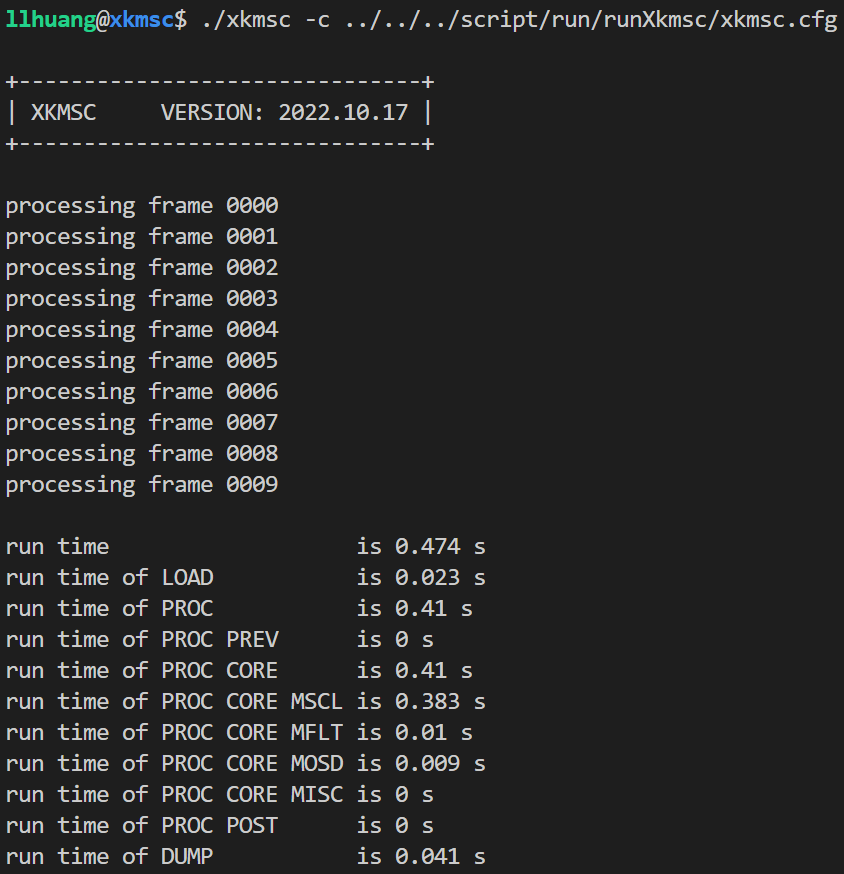 llhuang@xkmsc$ ./xkmsc -c ../../../script/run/runXkmsc/xkmsc.cfg
+-------------------------------+
| XKMSC     VERSION: 2022.10.17 |
+-------------------------------+
processing frame 0000
processing frame 0001
processing frame 0002
processing frame 0003
processing frame 0004
processing frame 0005
processing frame 0006
processing frame 0007
processing frame 0008
processing frame 0009
run time                   is 0.474 s
run time of LOAD           is 0.023 s
run time of PROC           is 0.41 s
run time of PROC PREV      is 0 s
run time of PROC CORE      is 0.41 s
run time of PROC CORE MSCL is 0.383 s
run time of PROC CORE MFLT is 0.01 s
run time of PROC CORE MOSD is 0.009 s
run time of PROC CORE MISC is 0 s
run time of PROC POST      is 0 s
run time of DUMP           is 0.041 s